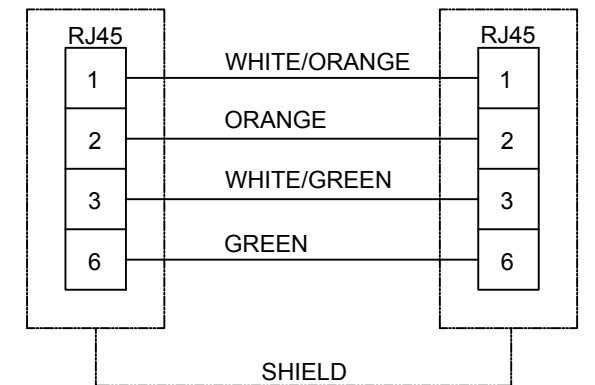 RJ45 RJ45
1 WHITE/ORANGE 1
2 ORANGE 2
3 WHITE/GREEN 3
6 GREEN 6
SHIELD